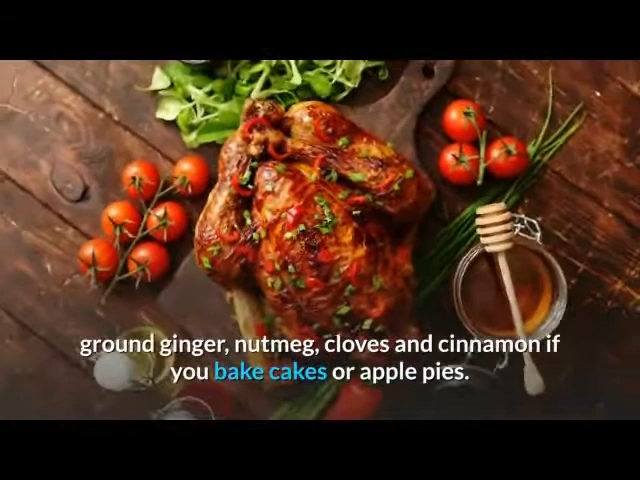 ground ginger, nutmeg, cloves and cinnamon if
you bake cakes or apple pies.